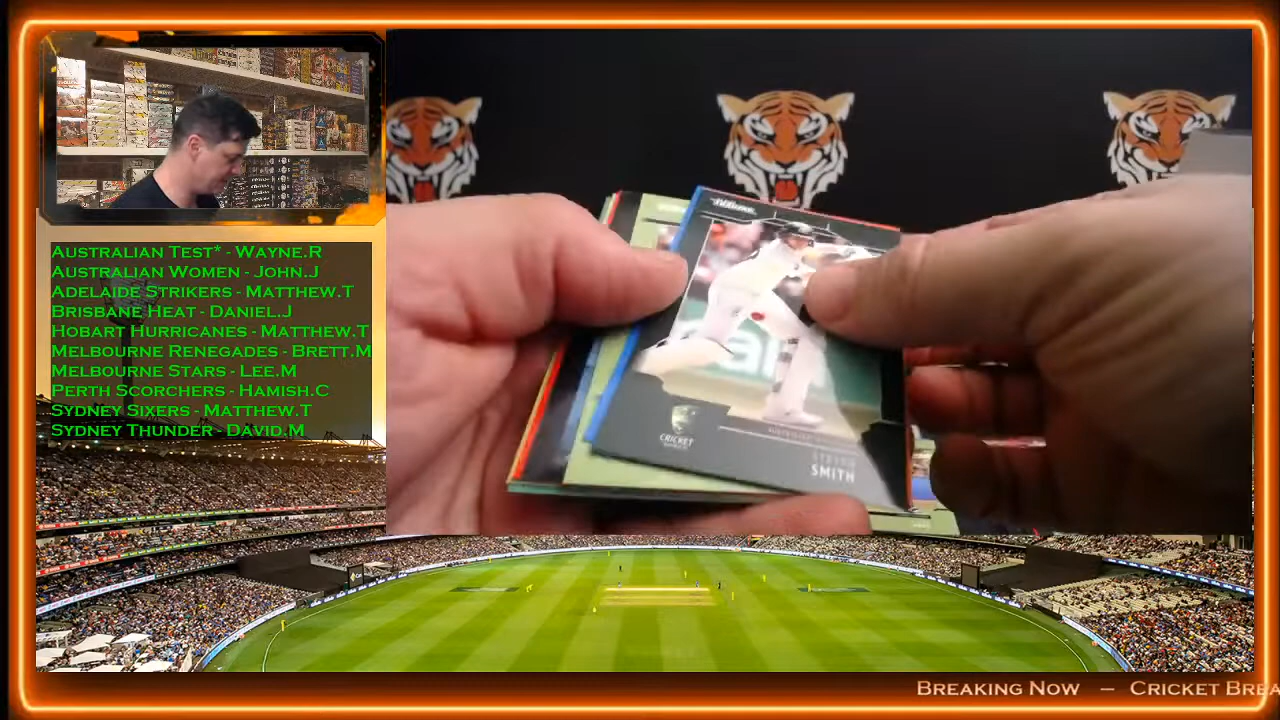 AUSTRALIAN TEST* - WAYNE.R
AUSTRALIAN WOMEN - JOHN.J
ADELAIDE STRIKERS - MATTHEW.T
BRISBANE HEAT - DANIEL.J
HOBART HURRICANES - MATTHEW.T
MELBOURNE RENEGADES - BRETT.M
MELBOURNE STARS - LEE.M
PERTH SCORCHERS - HAMISH.C
SYDNEY SIXERS - MATTHEW.T
SYDNEY THUNDER - DAVID.M
CRICKET
SMITH
BREAKING NOW – CRICKET BREA